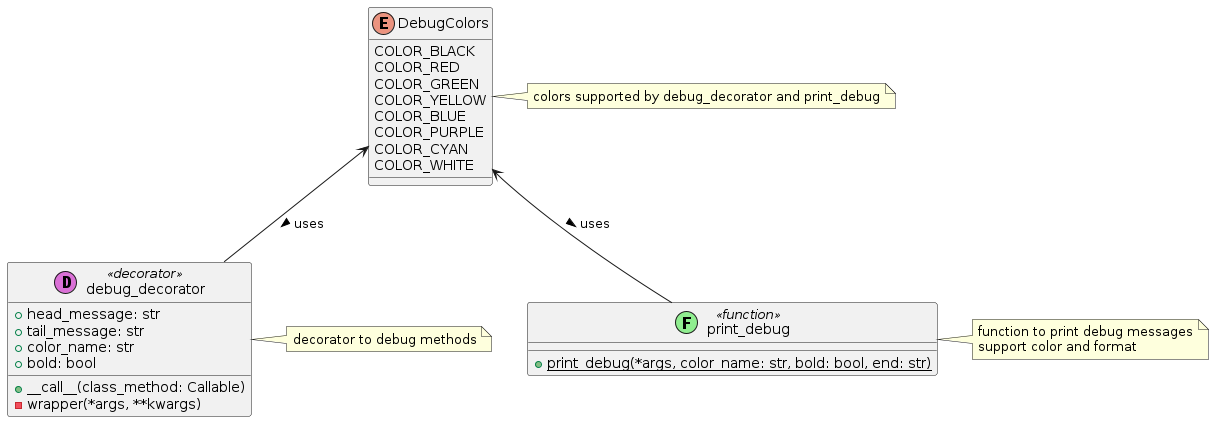 E DebugColors
COLOR_BLACK
COLOR_RED
COLOR_GREEN
COLOR_YELLOW
COLOR_BLUE
COLOR_PURPLE
COLOR_CYAN
COLOR_WHITE
colors supported by debug_decorator and print_debug
uses
uses
«decorator»
D debug_decorator
head_message: str
tail_message: str
color_name: str
bold: bool
__call__(class_method: Callable)
wrapper(*args, **kwargs)
decorator to debug methods
«function»
F print_debug
print_debug(*args, color_name: str, bold: bool, end: str)
function to print debug messages
support color and format